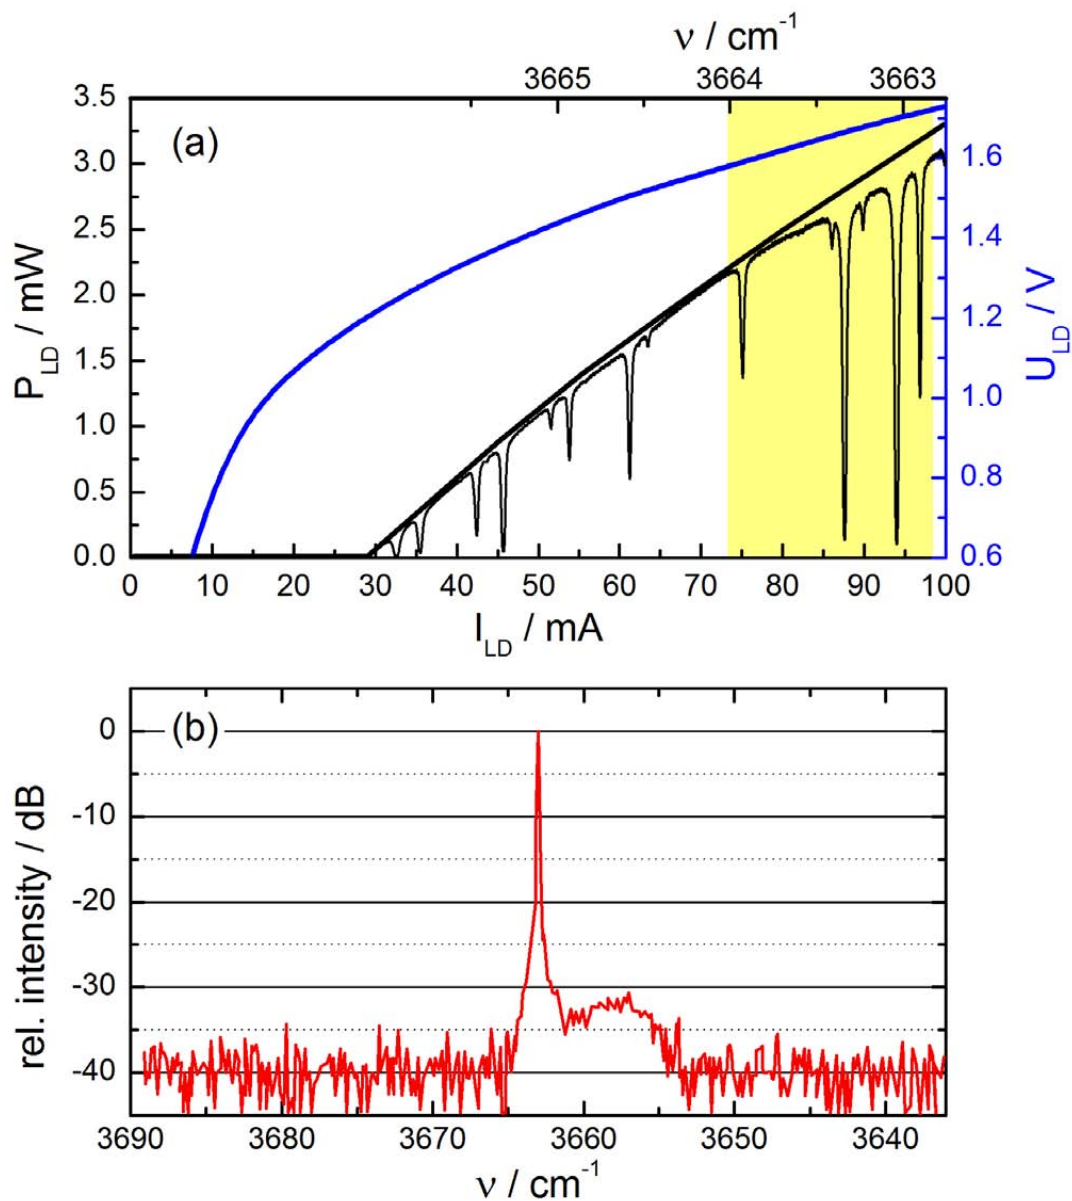 ν / cm-1
3665 3664 3663
(a)
3.5
3.0
2.5
2.0
1.5
1.0
0.5
0.0
PLD / mW
1.6
1.4
1.2
1.0
0.8
0.6
ULD / V
0 10 20 30 40 50 60 70 80 90 100
ILD / mA
(b)
0
-10
-20
-30
-40
rel. intensity / dB
3690 3680 3670 3660 3650 3640
ν / cm-1